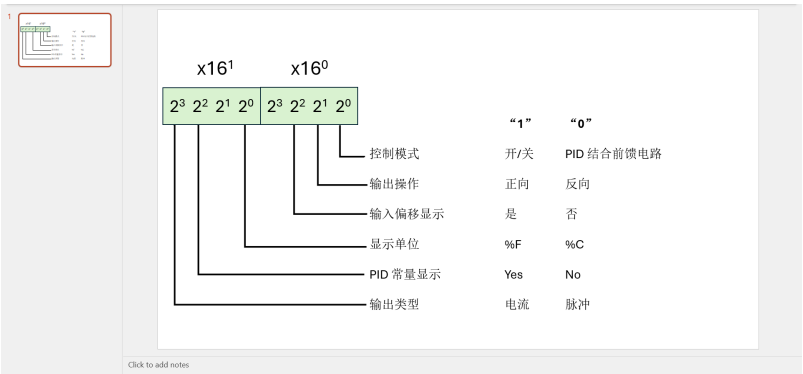 1
x16¹ x16⁰
2³ 2² 2¹ 2⁰ 2³ 2² 2¹ 2⁰
“1” “0”
控制模式 开/关 PID 结合前馈电路
输出操作 正向 反向
输入偏移显示 是 否
显示单位 %F %C
PID 常量显示 Yes No
输出类型 电流 脉冲
Click to add notes